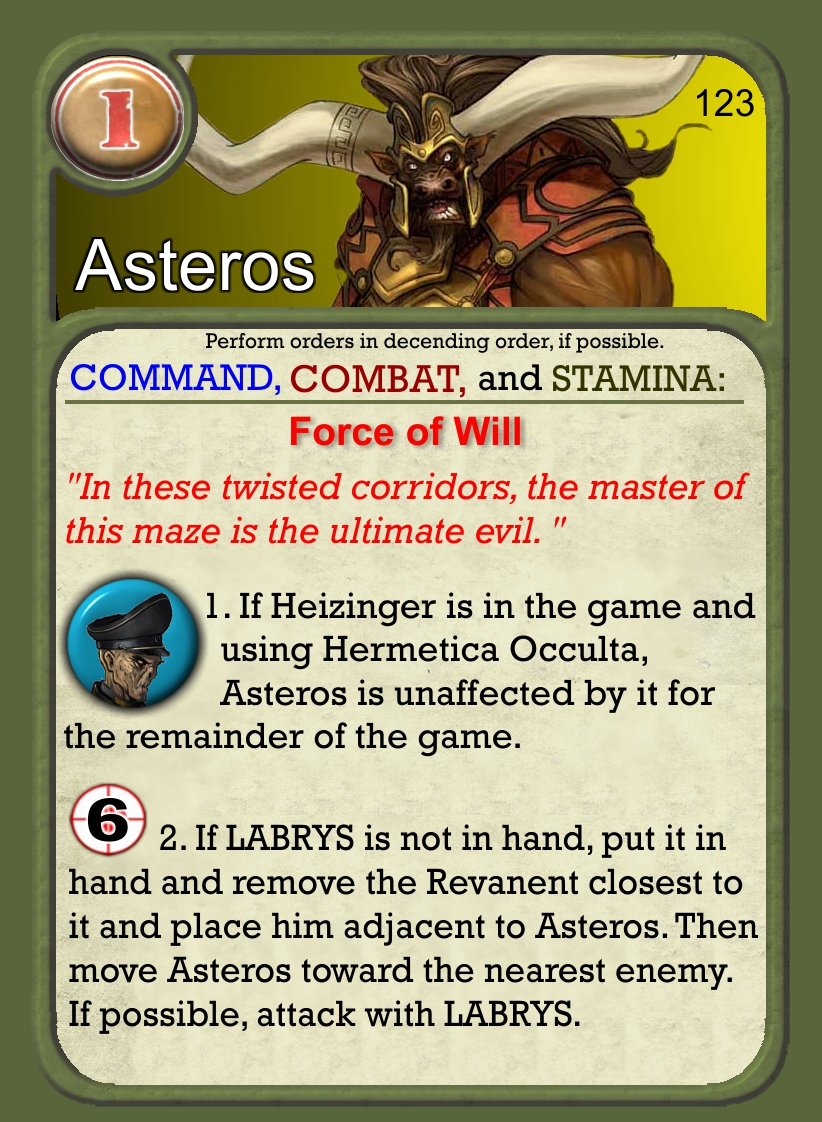 1
123
Asteros
Perform orders in decending order, if possible.
COMMAND, COMBAT, and STAMINA:
Force of Will
"In these twisted corridors, the master of
this maze is the ultimate evil. "
1. If Heizinger is in the game and
using Hermetica Occulta,
Asteros is unaffected by it for
the remainder of the game.
6
2. If LABRYS is not in hand, put it in
hand and remove the Revanent closest to
it and place him adjacent to Asteros. Then
move Asteros toward the nearest enemy.
If possible, attack with LABRYS.